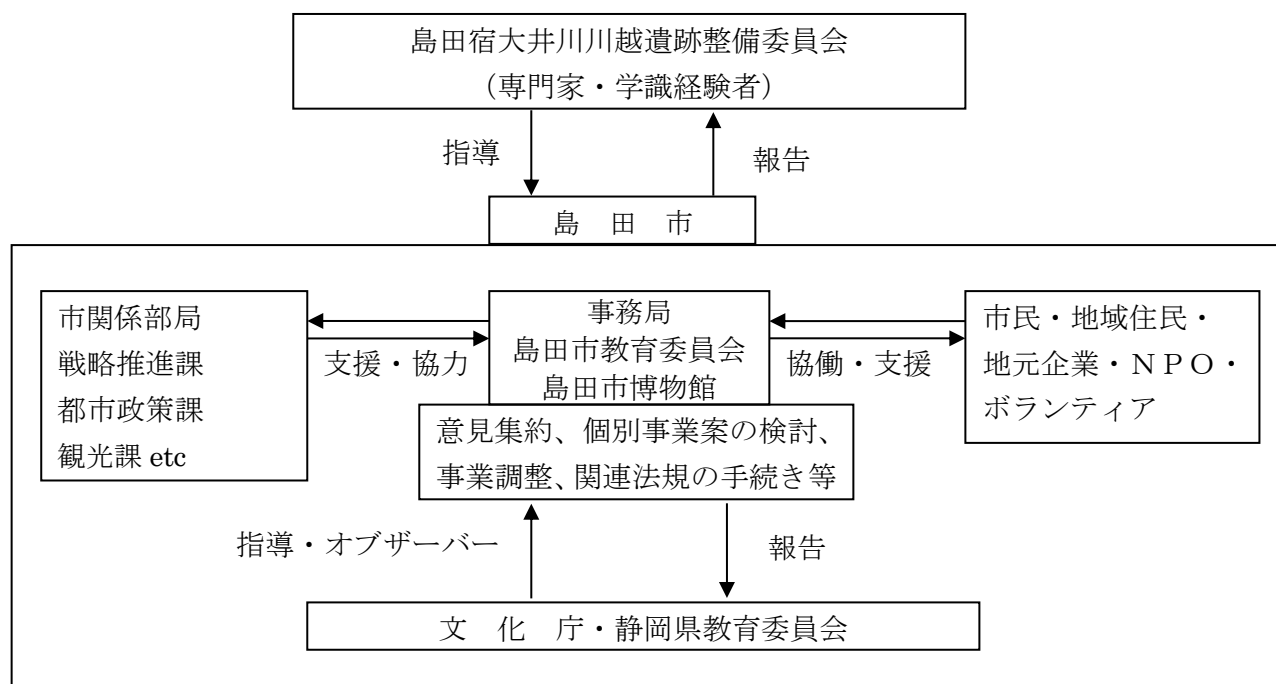 島田宿大井川川越遺跡整備委員会
（専門家・学識経験者）
指導
報告
島 田 市
市関係部局
戦略推進課
都市政策課
観光課 etc
支援・協力
事務局
島田市教育委員会
島田市博物館
意見集約、個別事業案の検討、
事業調整、関連法規の手続き等
協働・支援
市民・地域住民・
地元企業・ＮＰＯ・
ボランティア
指導・オブザーバー
報告
文 化 庁・静岡県教育委員会